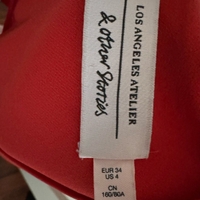 & other Stories
LOS ANGELES ATELIER
EUR 34
US 4
CN
160/80A